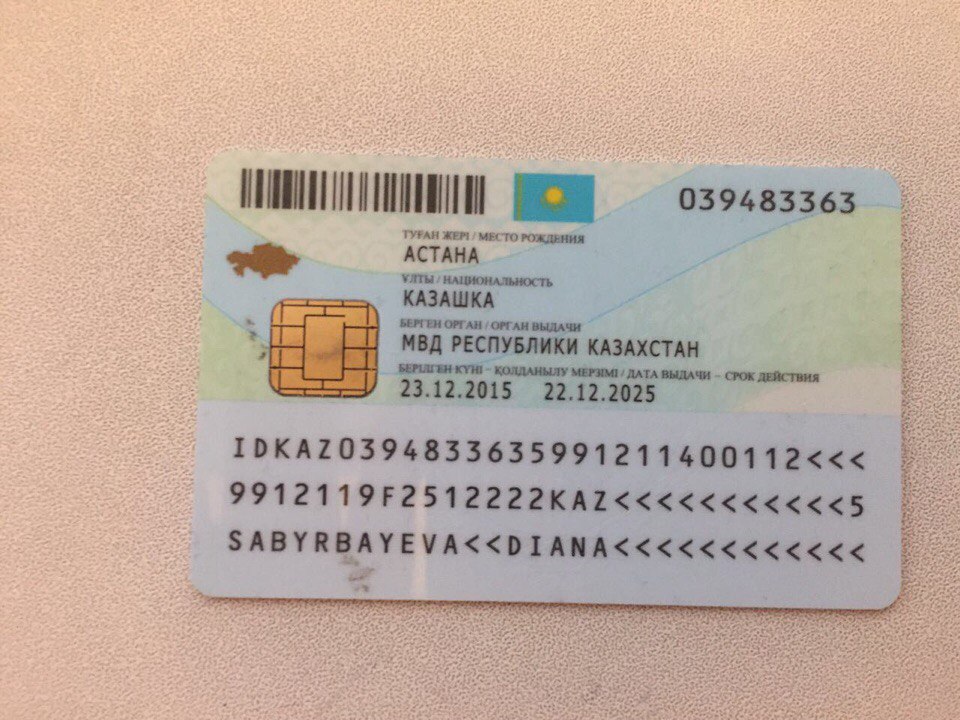 039483363
ТУҒАН ЖЕРІ / МЕСТО РОЖДЕНИЯ
АСТАНА
ҰЛТЫ / НАЦИОНАЛЬНОСТЬ
КАЗАШКА
БЕРГЕН ОРГАН / ОРГАН ВЫДАЧИ
МВД РЕСПУБЛИКИ КАЗАХСТАН
БЕРІЛГЕН КҮНІ – ҚОЛДАНЫЛУ МЕРЗІМІ / ДАТА ВЫДАЧИ – СРОК ДЕЙСТВИЯ
23.12.2015 22.12.2025
IDKAZ0394833635991211400112<<<
9912119F2512222KAZ<<<<<<<<<<<5
SABYRBAYEVA<<DIANA<<<<<<<<<<<<